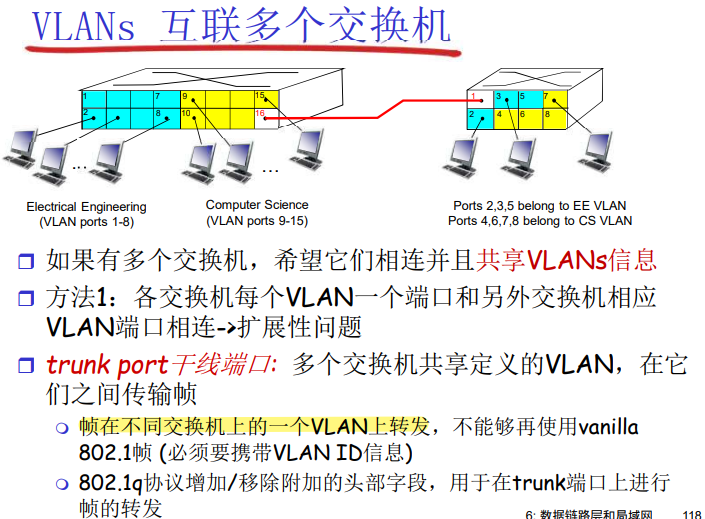 VLANs 互联多个交换机
1 7 9 15
2 8 10 16
1 3 5 7
2 4 6 8
... ...
Electrical Engineering
(VLAN ports 1-8)
Computer Science
(VLAN ports 9-15)
Ports 2,3,5 belong to EE VLAN
Ports 4,6,7,8 belong to CS VLAN
如果有多个交换机，希望它们相连并且共享VLANs信息
方法1：各交换机每个VLAN一个端口和另外交换机相应
VLAN端口相连->扩展性问题
trunk port干线端口: 多个交换机共享定义的VLAN，在它
们之间传输帧
帧在不同交换机上的一个VLAN上转发，不能够再使用vanilla
802.1帧 (必须要携带VLAN ID信息)
802.1q协议增加/移除附加的头部字段，用于在trunk端口上进行
帧的转发
6: 数据链路层和局域网 118